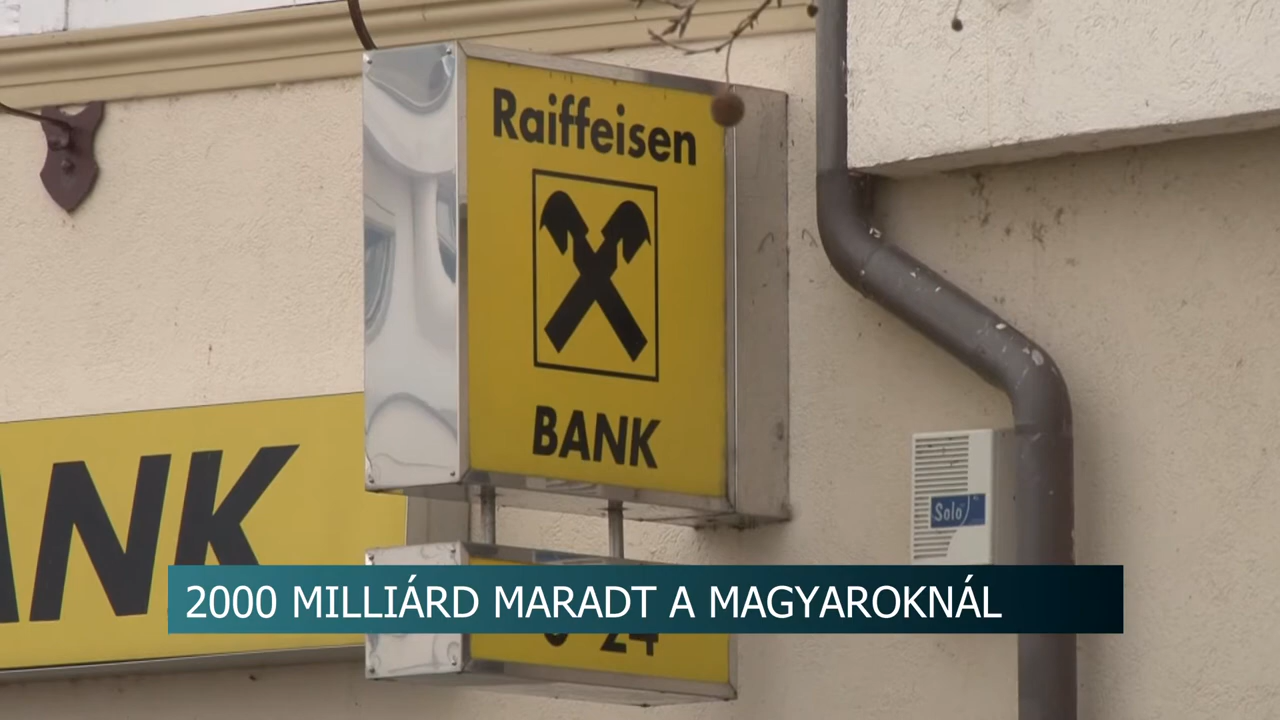 Raiffeisen
BANK
ANK
Solo
2000 MILLIÁRD MARADT A MAGYAROKNÁL